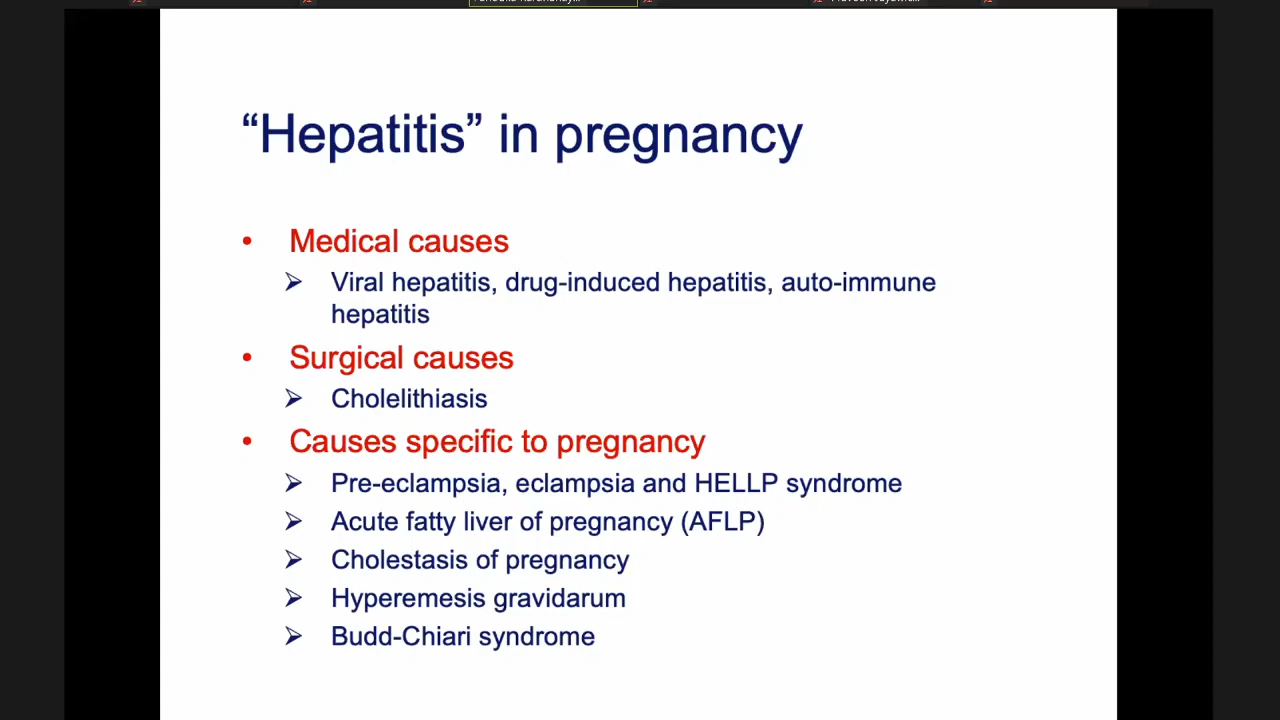 “Hepatitis” in pregnancy
• Medical causes
➢ Viral hepatitis, drug-induced hepatitis, auto-immune
hepatitis
• Surgical causes
➢ Cholelithiasis
• Causes specific to pregnancy
➢ Pre-eclampsia, eclampsia and HELLP syndrome
➢ Acute fatty liver of pregnancy (AFLP)
➢ Cholestasis of pregnancy
➢ Hyperemesis gravidarum
➢ Budd-Chiari syndrome